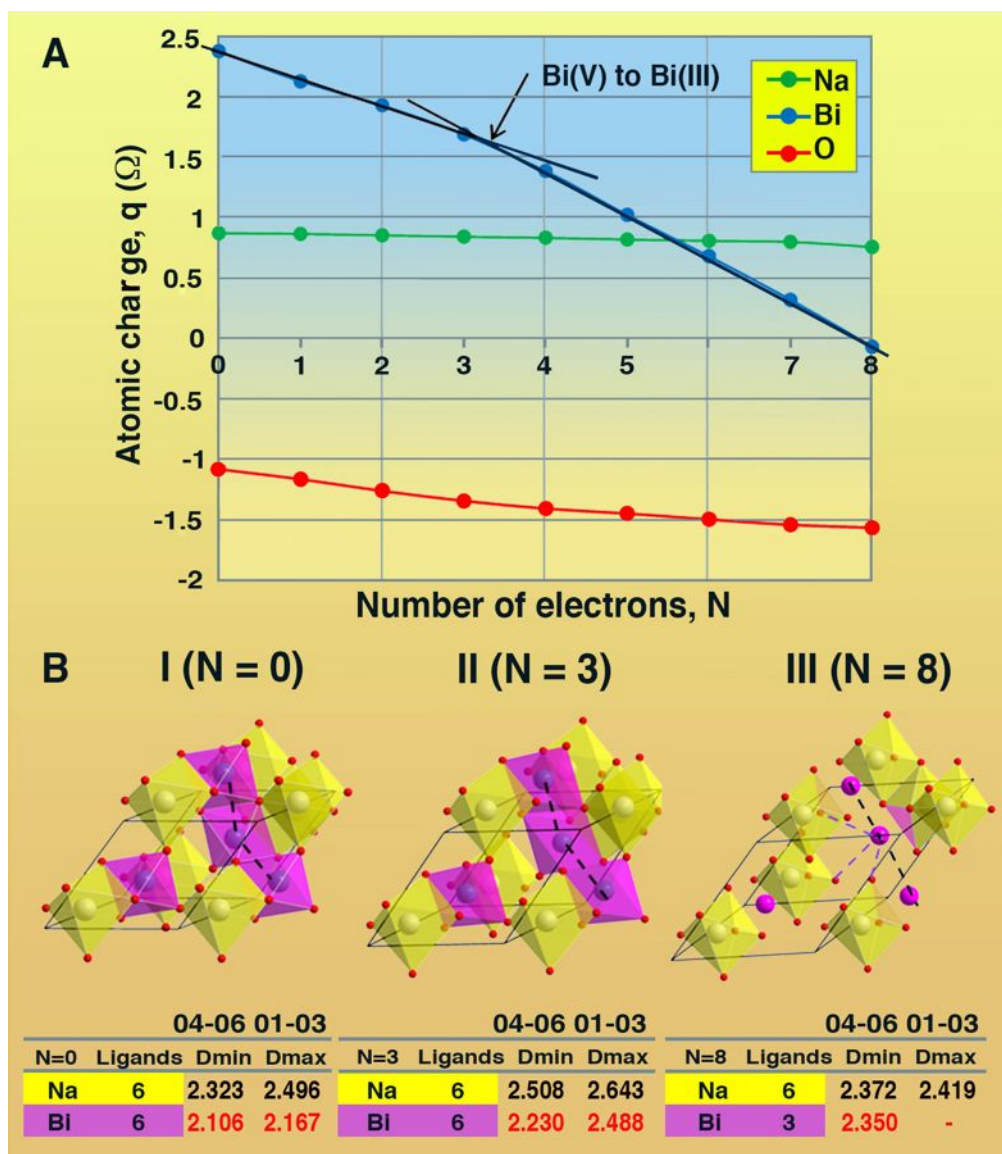 A
2.5
2
1.5
1
0.5
0
-0.5
-1
-1.5
-2
Atomic charge, q (Ω)
Bi(V) to Bi(III)
Na
Bi
O
0 1 2 3 4 5 6 7 8
Number of electrons, N
B I (N = 0) II (N = 3) III (N = 8)
04-06 01-03 04-06 01-03 04-06 01-03
N=0 Ligands Dmin Dmax N=3 Ligands Dmin Dmax N=8 Ligands Dmin Dmax
Na 6 2.323 2.496 Na 6 2.508 2.643 Na 6 2.372 2.419
Bi 6 2.106 2.167 Bi 6 2.230 2.488 Bi 3 2.350 -